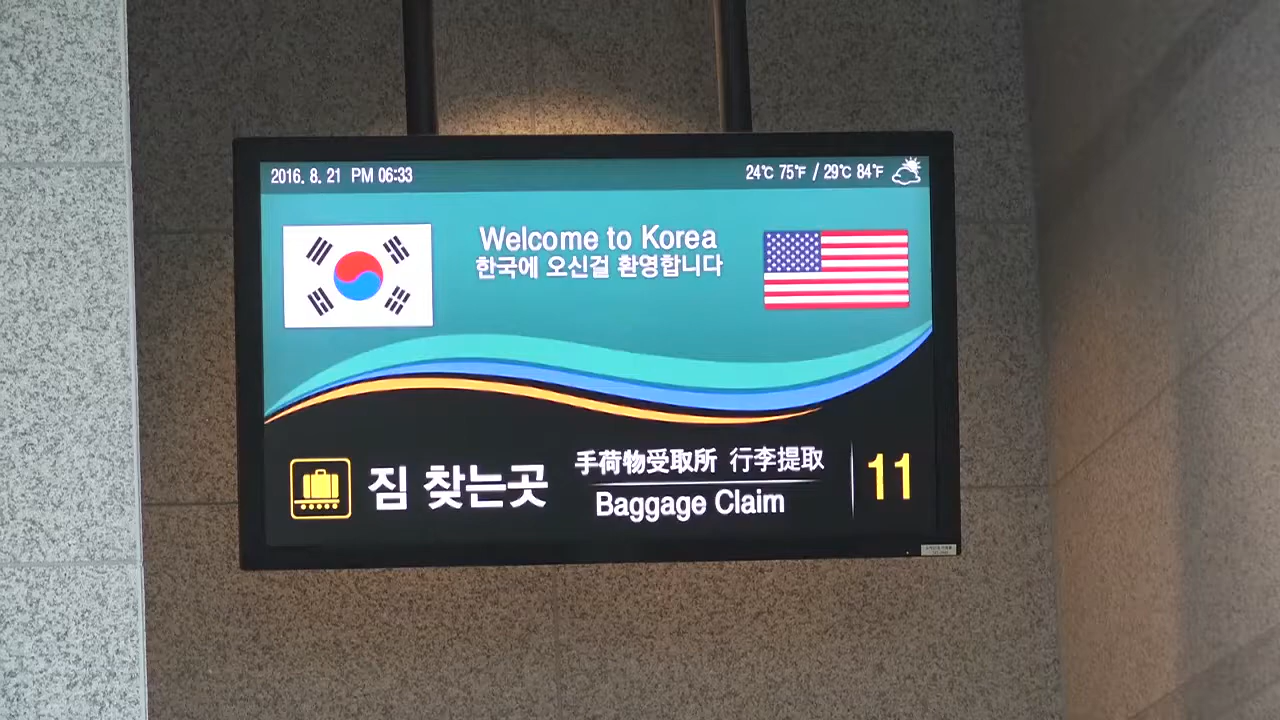 2016. 8. 21 PM 06:33
24℃ 75℉ / 29℃ 84℉
Welcome to Korea
한국에 오신걸 환영합니다
짐 찾는곳
手荷物受取所 行李提取
Baggage Claim
11